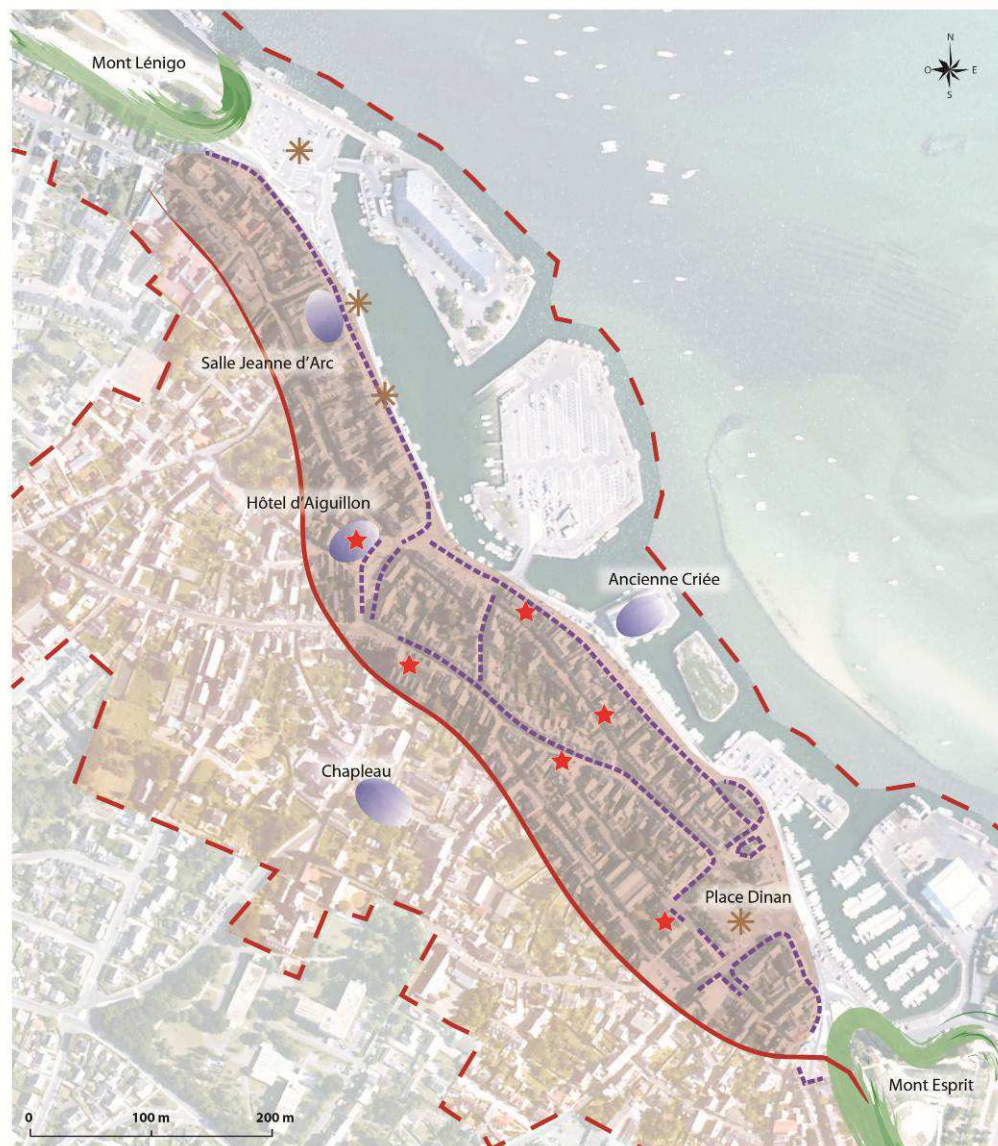 Mont Lénigo
N
O E
S
Salle Jeanne d'Arc
Hôtel d'Aiguillon
Ancienne Criée
Chapleau
Place Dinan
Mont Esprit
0 100 m 200 m